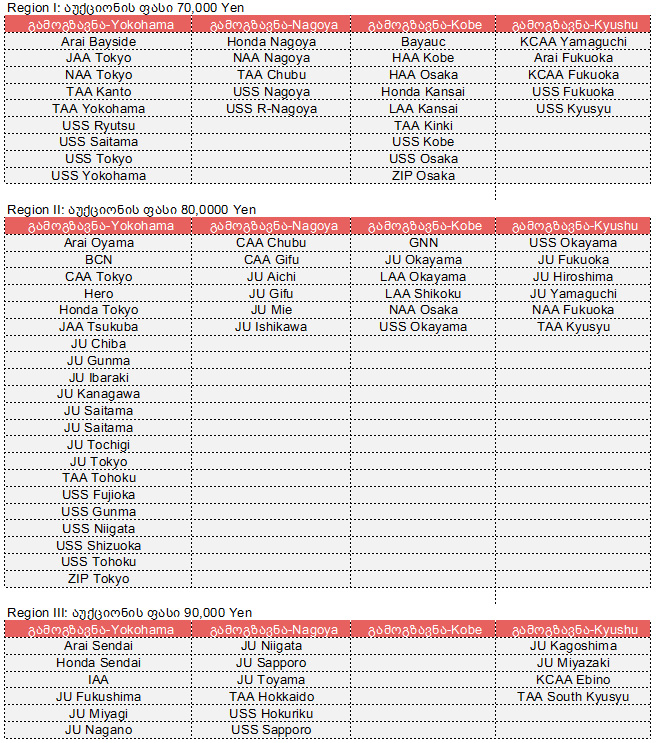 Region I: აუქციონის ფასი 70,000 Yen
გამოგზავნა-Yokohama გამოგზავნა-Nagoya გამოგზავნა-Kobe გამოგზავნა-Kyushu
Arai Bayside Honda Nagoya Bayauc KCAA Yamaguchi
JAA Tokyo NAA Nagoya HAA Kobe Arai Fukuoka
NAA Tokyo TAA Chubu HAA Osaka KCAA Fukuoka
TAA Kanto USS Nagoya Honda Kansai USS Fukuoka
TAA Yokohama USS R-Nagoya LAA Kansai USS Kyusyu
USS Ryutsu TAA Kinki
USS Saitama USS Kobe
USS Tokyo USS Osaka
USS Yokohama ZIP Osaka
Region II: აუქციონის ფასი 80,0000 Yen
გამოგზავნა-Yokohama გამოგზავნა-Nagoya გამოგზავნა-Kobe გამოგზავნა-Kyushu
Arai Oyama CAA Chubu GNN USS Okayama
BCN CAA Gifu JU Okayama JU Fukuoka
CAA Tokyo JU Aichi LAA Okayama JU Hiroshima
Hero JU Gifu LAA Shikoku JU Yamaguchi
Honda Tokyo JU Mie NAA Osaka NAA Fukuoka
JAA Tsukuba JU Ishikawa USS Okayama TAA Kyusyu
JU Chiba
JU Gunma
JU Ibaraki
JU Kanagawa
JU Saitama
JU Saitama
JU Tochigi
JU Tokyo
TAA Tohoku
USS Fujioka
USS Gunma
USS Niigata
USS Shizuoka
USS Tohoku
ZIP Tokyo
Region III: აუქციონის ფასი 90,000 Yen
გამოგზავნა-Yokohama გამოგზავნა-Nagoya გამოგზავნა-Kobe გამოგზავნა-Kyushu
Arai Sendai JU Niigata JU Kagoshima
Honda Sendai JU Sapporo JU Miyazaki
IAA JU Toyama KCAA Ebino
JU Fukushima TAA Hokkaido TAA South Kyusyu
JU Miyagi USS Hokuriku
JU Nagano USS Sapporo